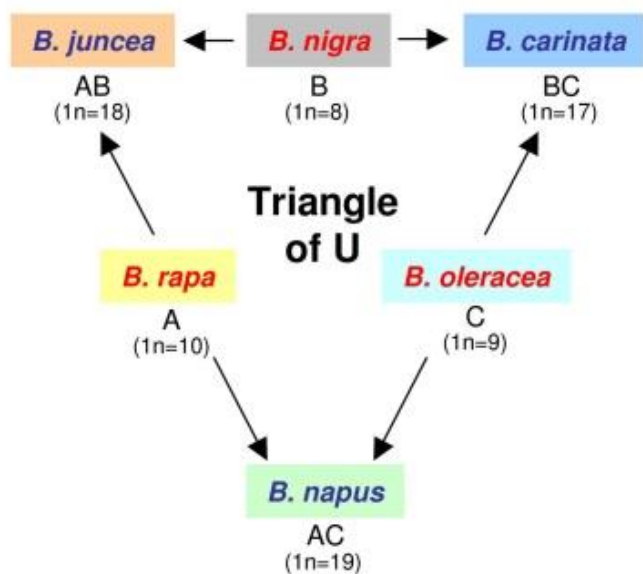 B. juncea
B. nigra
B. carinata
AB
(1n=18)
B
(1n=8)
BC
(1n=17)
Triangle
of U
B. rapa
A
(1n=10)
B. oleracea
C
(1n=9)
B. napus
AC
(1n=19)